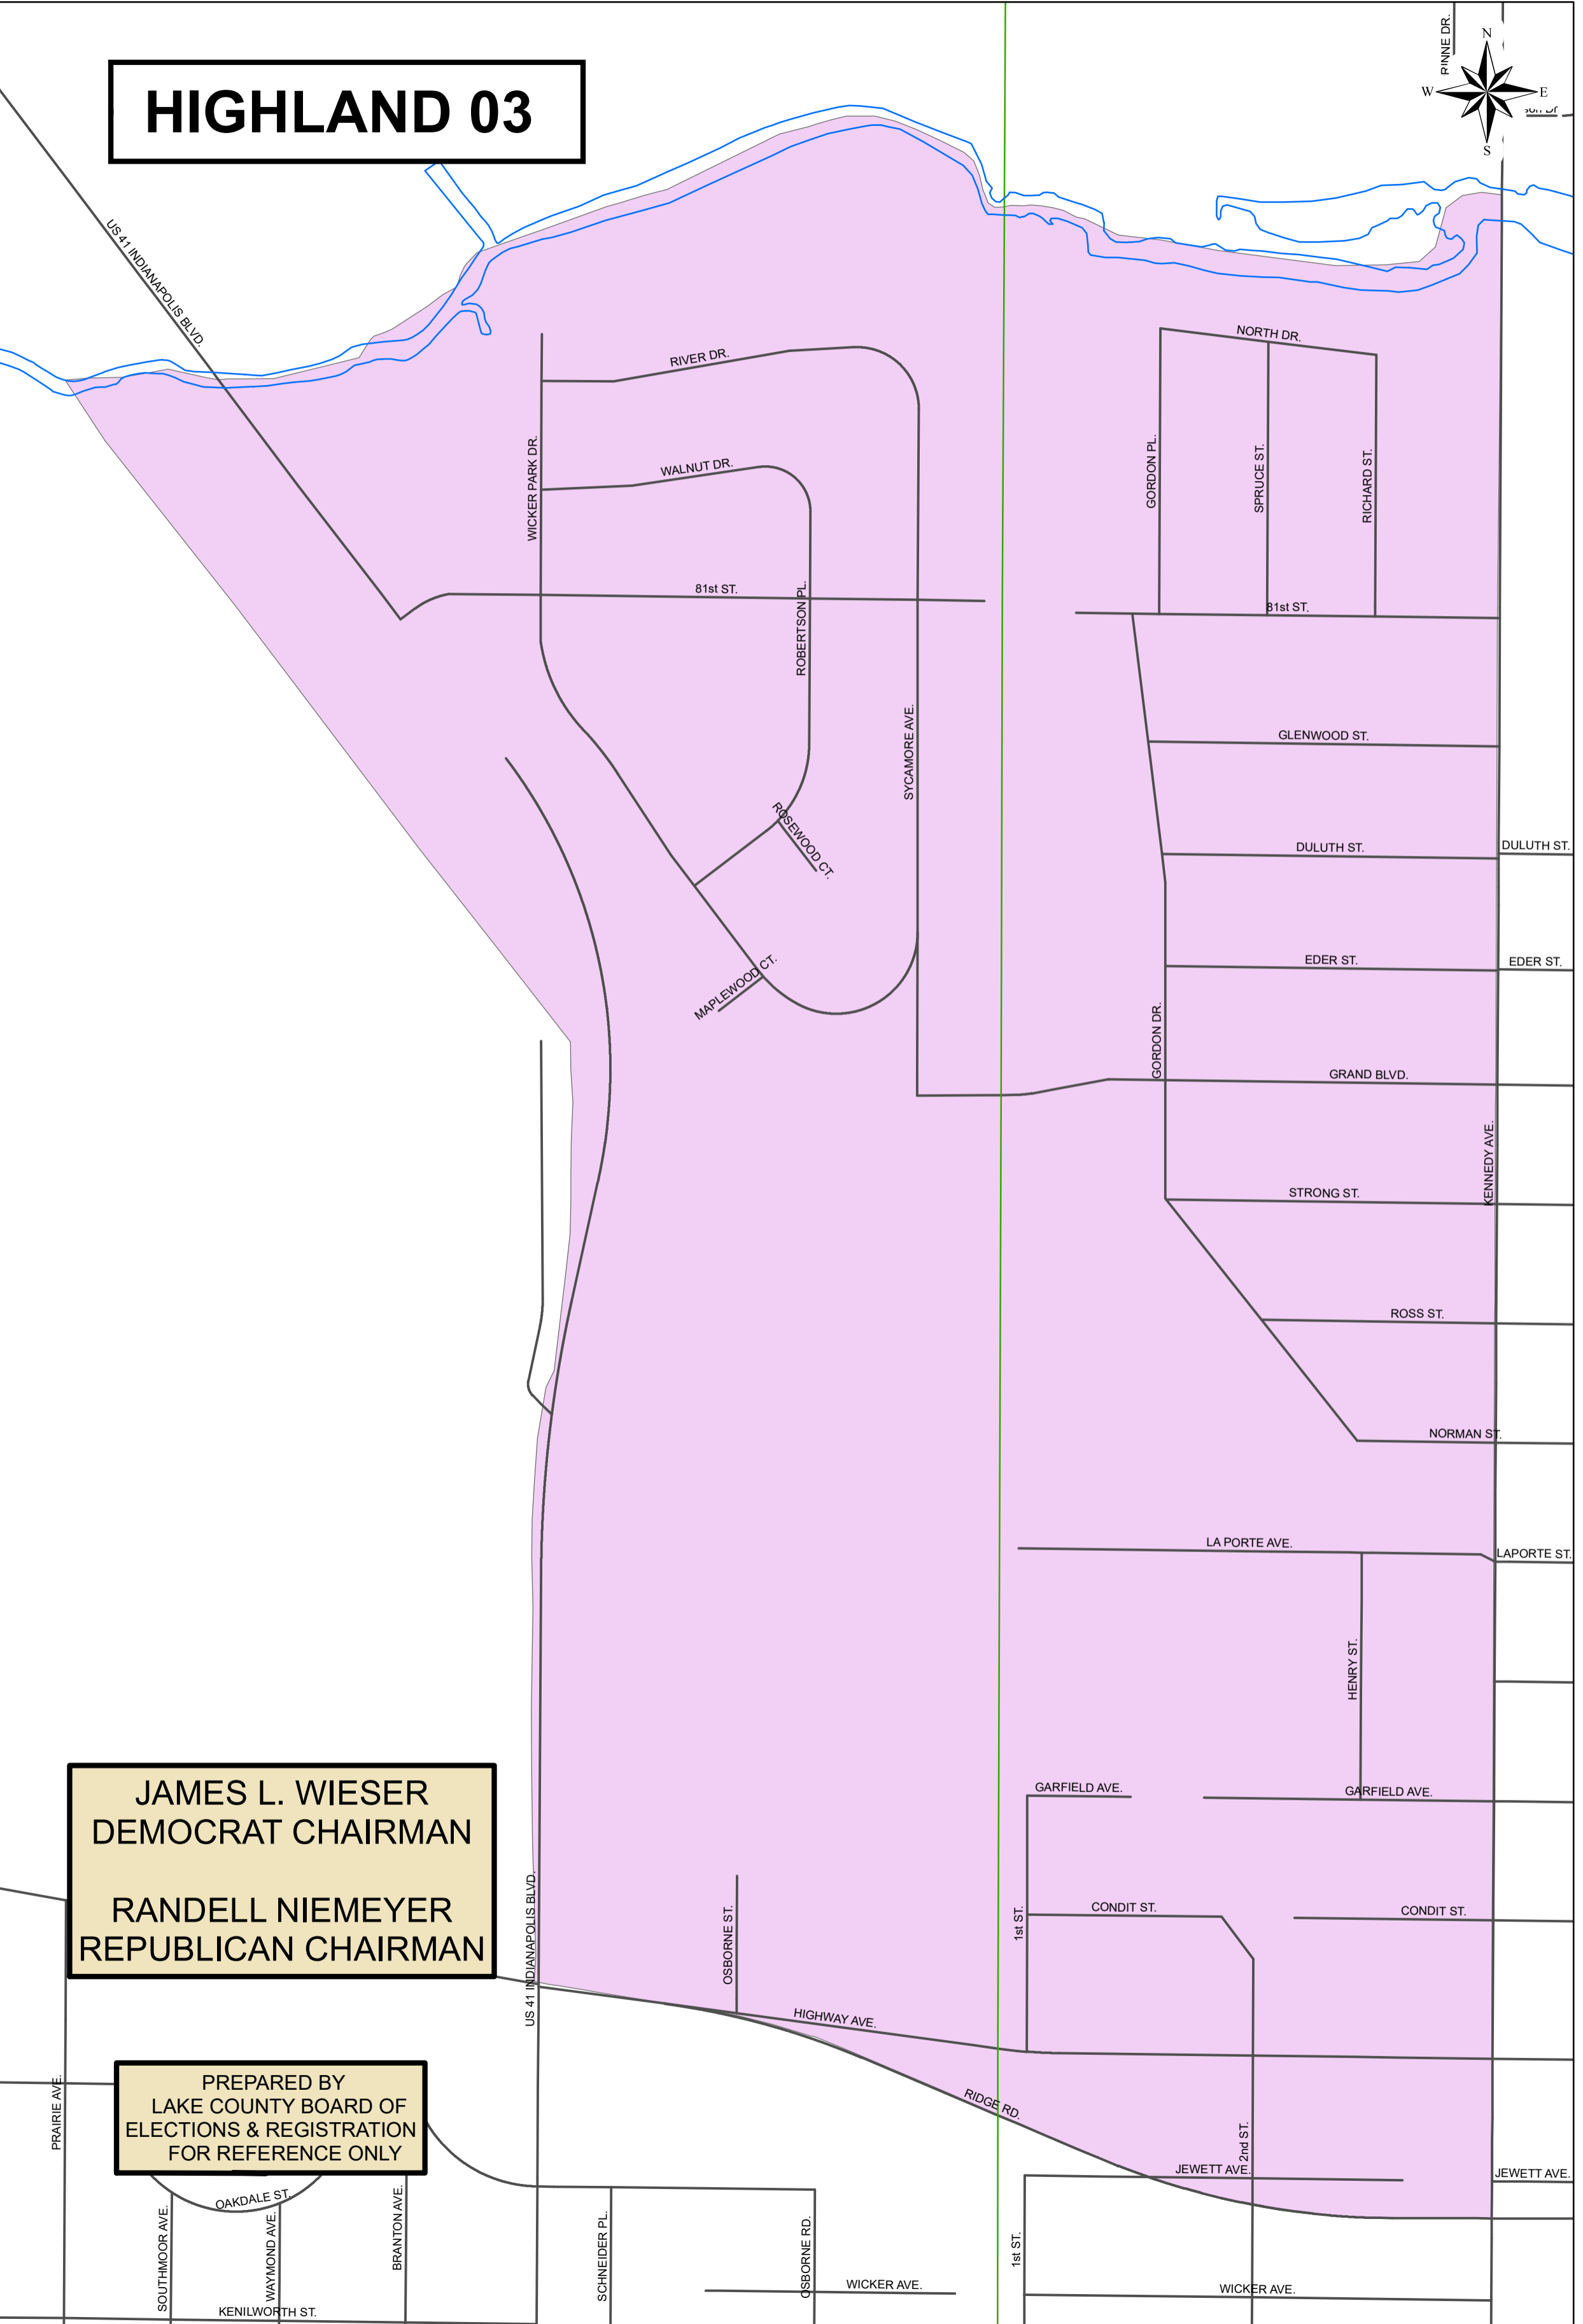 RINNE DR.
N
W
E
S
HIGHLAND 03
US 41 INDIANAPOLIS BLVD.
NORTH DR.
RIVER DR.
WICKER PARK DR.
WALNUT DR.
GORDON PL.
SPRUCE ST.
RICHARD ST.
81st ST.
81st ST.
ROBERTSON PL.
SYCAMORE AVE.
GLENWOOD ST.
ROSEWOOD CT.
DULUTH ST.
DULUTH ST.
MAPLEWOOD CT.
EDER ST.
EDER ST.
GORDON DR.
GRAND BLVD.
KENNEDY AVE.
STRONG ST.
ROSS ST.
NORMAN ST.
LA PORTE AVE.
LAPORTE ST.
HENRY ST.
GARFIELD AVE.
GARFIELD AVE.
JAMES L. WIESER
DEMOCRAT CHAIRMAN
RANDELL NIEMEYER
REPUBLICAN CHAIRMAN
US 41 INDIANAPOLIS BLVD.
OSBORNE ST.
1st ST.
CONDIT ST.
CONDIT ST.
HIGHWAY AVE.
PREPARED BY
LAKE COUNTY BOARD OF
ELECTIONS & REGISTRATION
FOR REFERENCE ONLY
PRAIRIE AVE.
RIDGE RD.
2nd ST.
JEWETT AVE.
JEWETT AVE.
OAKDALE ST.
SOUTHMOOR AVE.
WAYMOND AVE.
BRANTON AVE.
SCHNEIDER PL.
OSBORNE RD.
1st ST.
WICKER AVE.
WICKER AVE.
KENILWORTH ST.